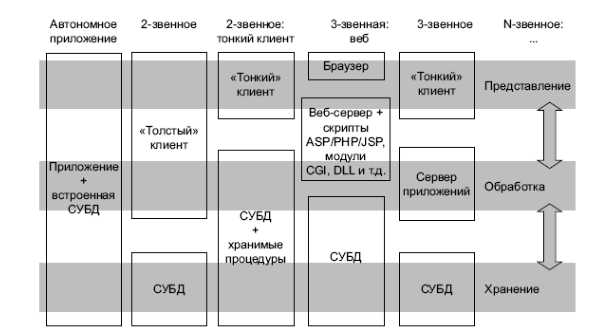 Автономное
приложение
2-звенное
2-звенное:
тонкий клиент
3-звенная:
веб
3-звенное
N-звенное:
...
Браузер
«Тонкий»
клиент
«Тонкий»
клиент
Представление
«Толстый»
клиент
Веб-сервер +
скрипты
ASP/PHP/JSP,
модули
CGI, DLL и т.д.
Приложение
+
встроенная
СУБД
Сервер
приложений
Обработка
СУБД
+
хранимые
процедуры
СУБД
СУБД
СУБД
Хранение